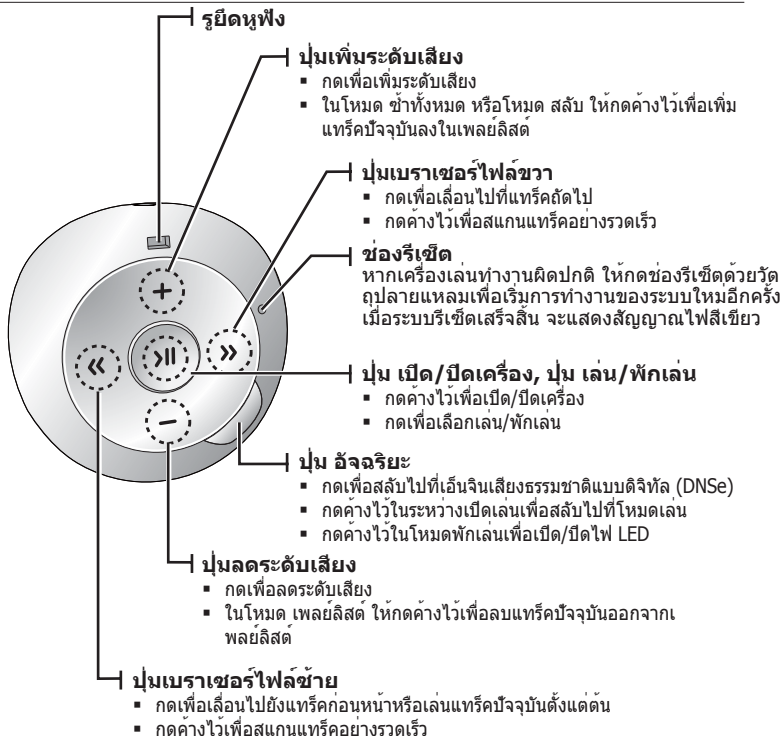 รูยึดหูฟัง
ปุ่มเพิ่มระดับเสียง
▪ กดเพื่อเพิ่มระดับเสียง
▪ ในโหมด ซ้ำทั้งหมด หรือโหมด สลับ ให้กดค้างไว้เพื่อเพิ่ม
แทร็คปัจจุบันลงในเพลย์ลิสต์
ปุ่มเบราเซอร์ไฟล์ขวา
▪ กดเพื่อเลื่อนไปที่แทร็คถัดไป
▪ กดค้างไว้เพื่อสแกนแทร็คอย่างรวดเร็ว
ช่องรีเซ็ต
หากเครื่องเล่นทำงานผิดปกติ ให้กดช่องรีเซ็ตด้วยวัต
ถุปลายแหลมเพื่อเริ่มการทำงานของระบบใหม่อีกครั้ง
เมื่อระบบรีเซ็ตเสร็จสิ้น จะแสดงสัญญาณไฟสีเขียว
ปุ่ม เปิด/ปิดเครื่อง, ปุ่ม เล่น/พักเล่น
▪ กดค้างไว้เพื่อเปิด/ปิดเครื่อง
▪ กดเพื่อเลือกเล่น/พักเล่น
ปุ่ม อัจฉริยะ
▪ กดเพื่อสลับไปที่เอ็นจินเสียงธรรมชาติแบบดิจิทัล (DNSe)
▪ กดค้างไว้ในระหว่างเปิดเล่นเพื่อสลับไปที่โหมดเล่น
▪ กดค้างไว้ในโหมดพักเล่นเพื่อเปิด/ปิดไฟ LED
ปุ่มลดระดับเสียง
▪ กดเพื่อลดระดับเสียง
▪ ในโหมด เพลย์ลิสต์ ให้กดค้างไว้เพื่อลบแทร็คปัจจุบันออกจากเ
พลย์ลิสต์
ปุ่มเบราเซอร์ไฟล์ซ้าย
▪ กดเพื่อเลื่อนไปยังแทร็คก่อนหน้าหรือเล่นแทร็คปัจจุบันตั้งแต่ต้น
▪ กดค้างไว้เพื่อสแกนแทร็คอย่างรวดเร็ว